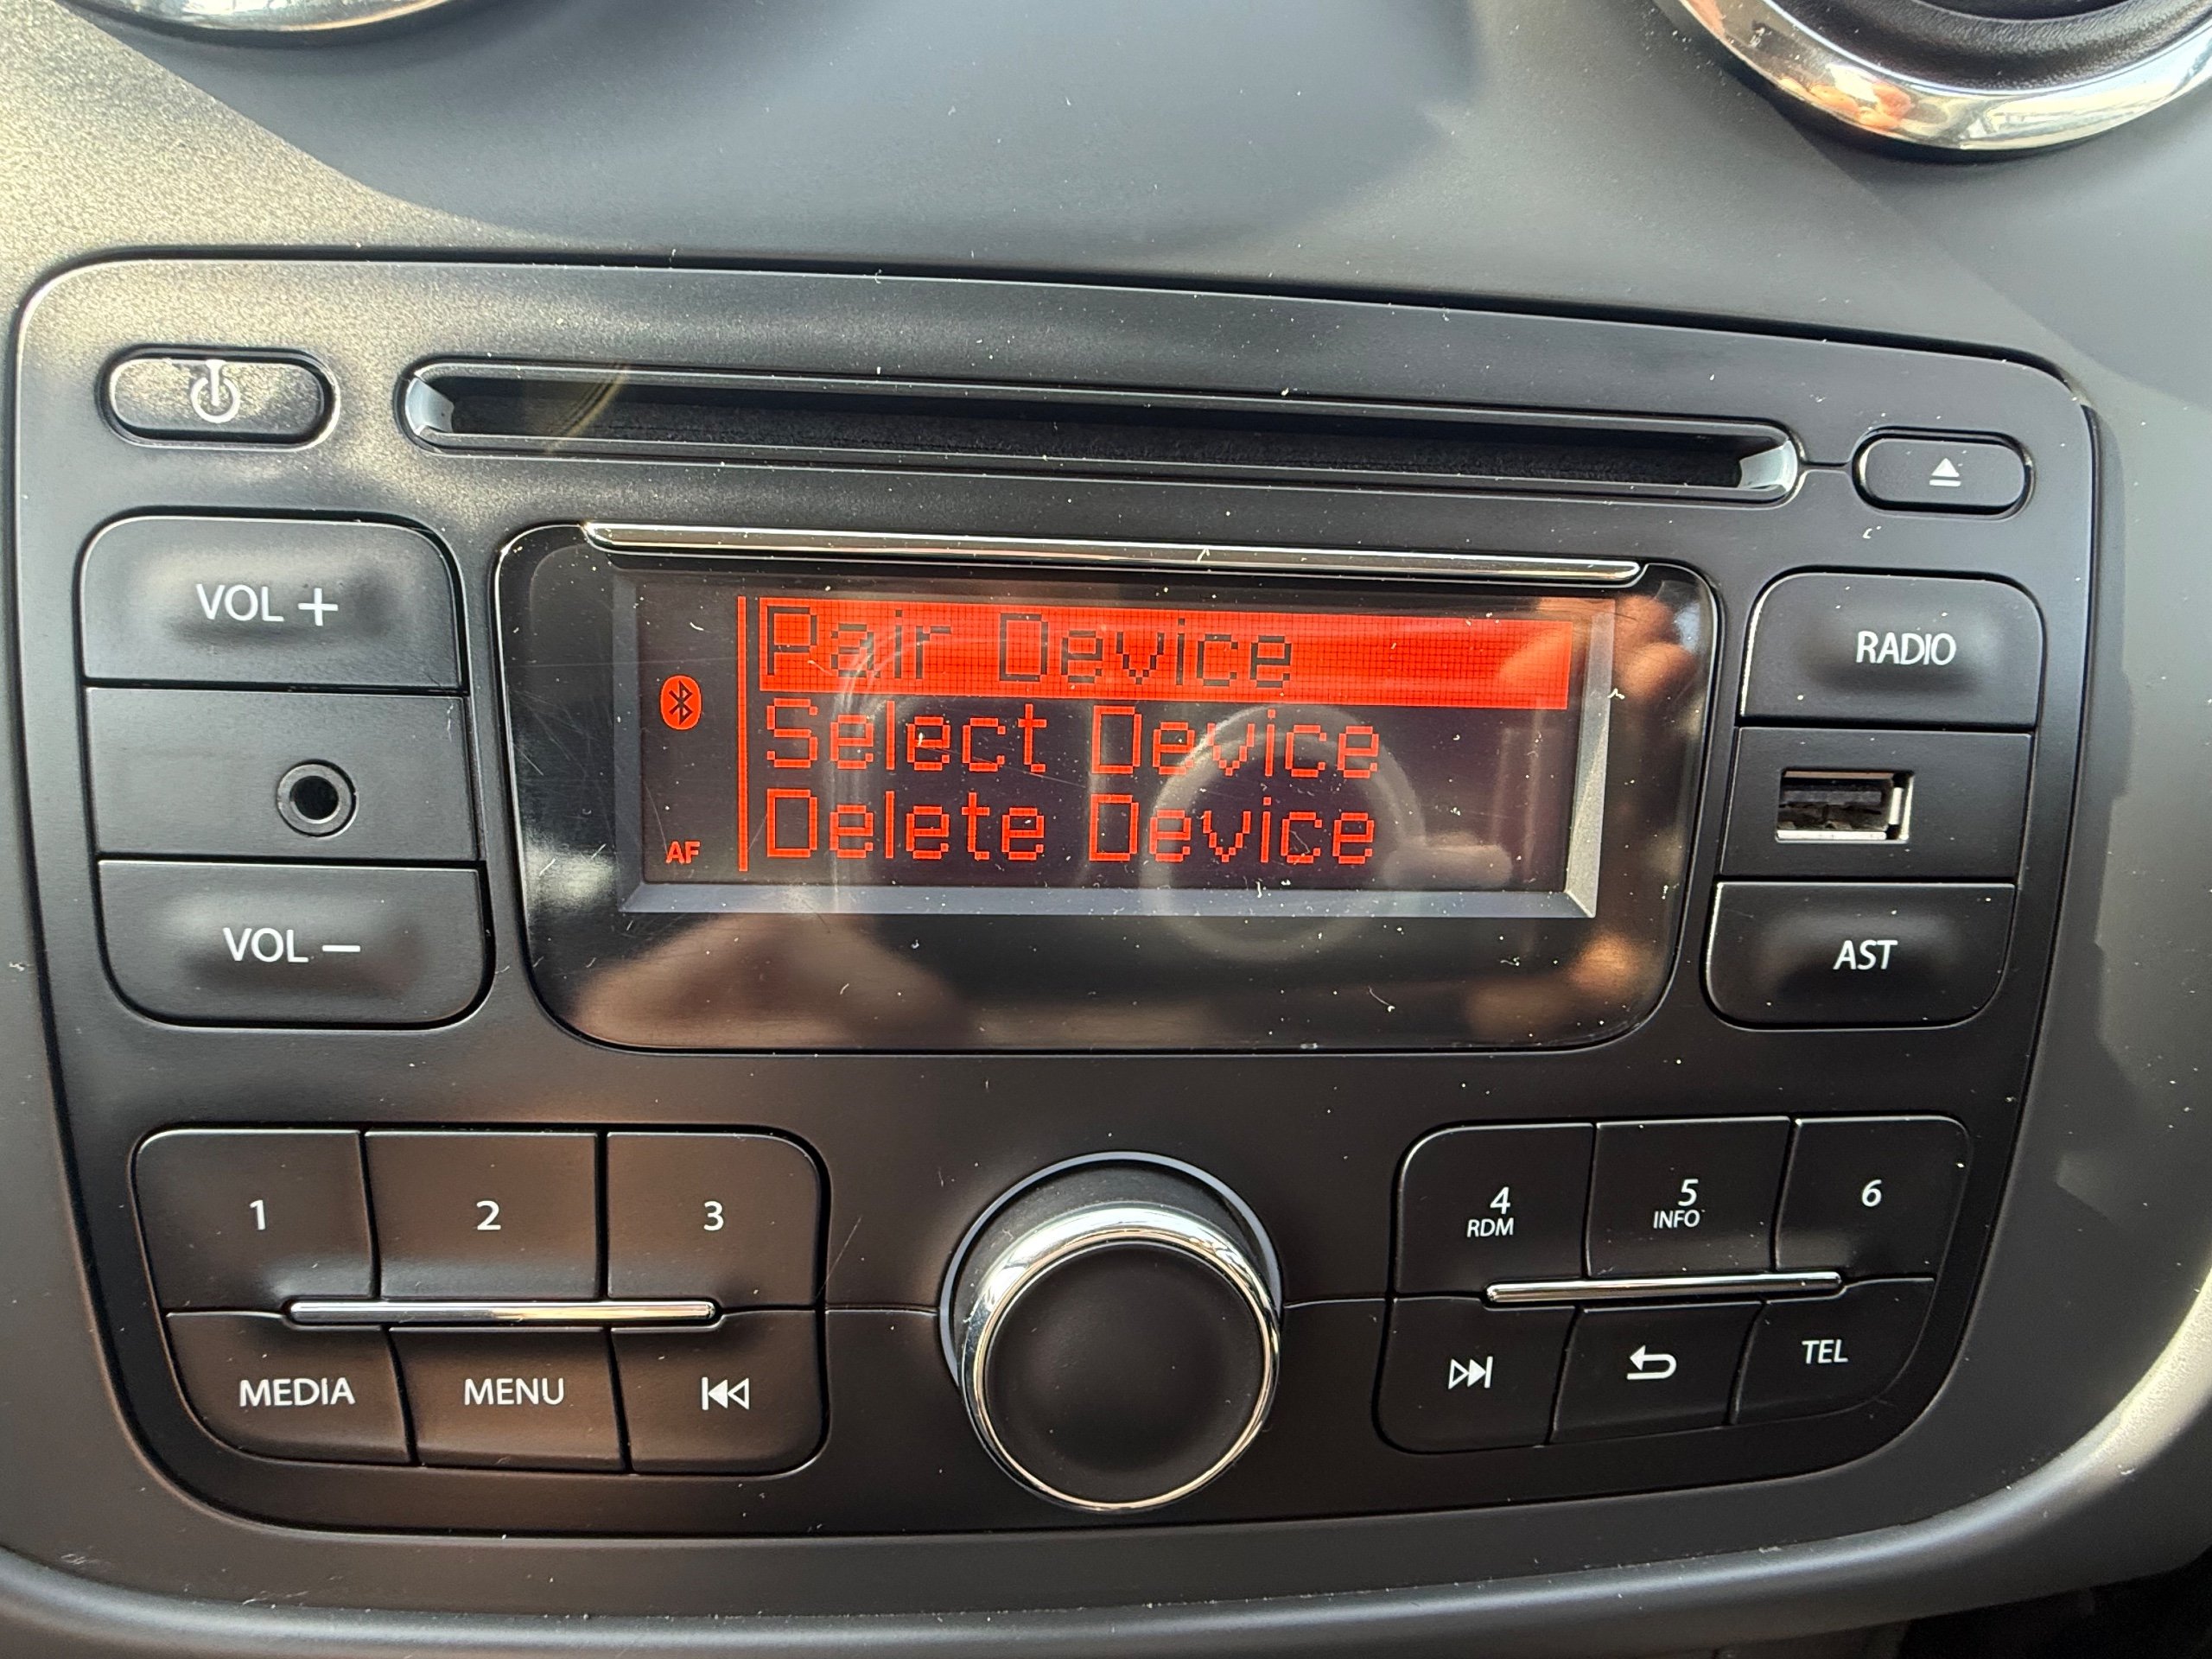 VOL +
VOL −
Pair Device
Select Device
Delete Device
AF
RADIO
AST
1
2
3
MEDIA
MENU
4
RDM
5
INFO
6
TEL